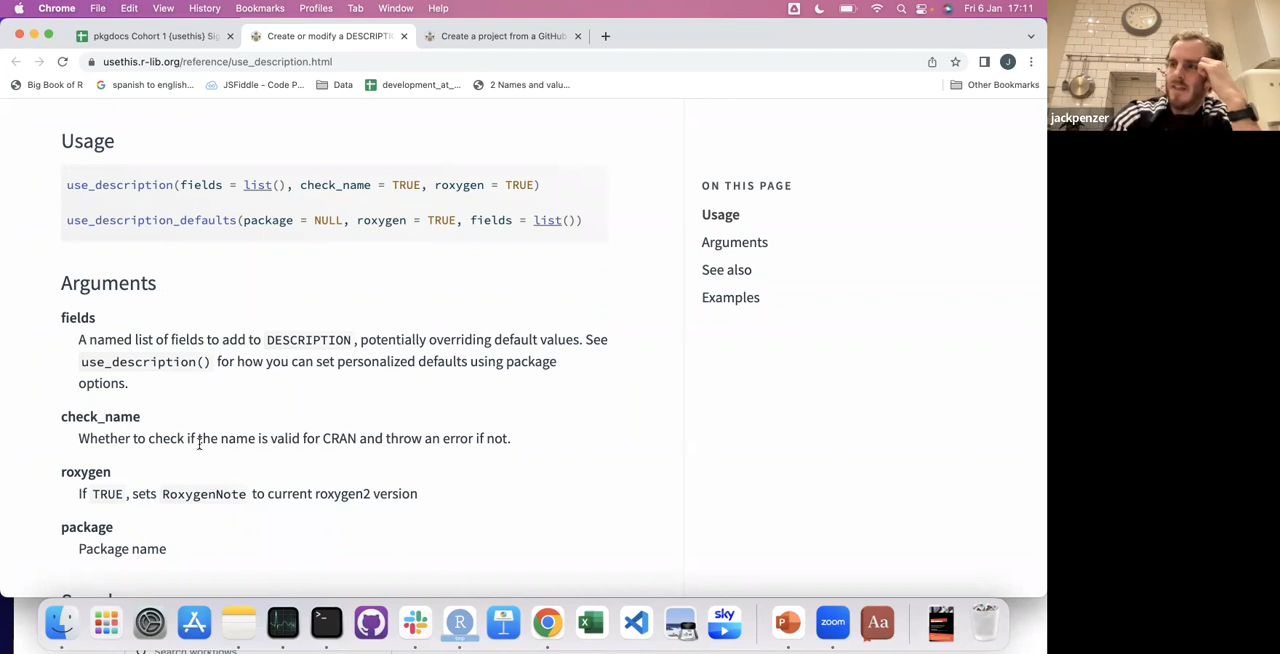 Chrome File Edit View History Bookmarks Profiles Tab Window Help Fri 6 Jan 17:11
pkgdocs Cohort 1 {usethis} Sig
Create or modify a DESCRIPTI
Create a project from a GitHub
usethis.r-lib.org/reference/use_description.html
J
Big Book of R
spanish to english...
JSFiddle - Code P...
Data
development_at_...
2 Names and valu...
Other Bookmarks
jackpenzer
Usage
use_description(fields = list(), check_name = TRUE, roxygen = TRUE)
use_description_defaults(package = NULL, roxygen = TRUE, fields = list())
Arguments
fields
A named list of fields to add to DESCRIPTION, potentially overriding default values. See
use_description() for how you can set personalized defaults using package
options.
check_name
Whether to check if the name is valid for CRAN and throw an error if not.
roxygen
If TRUE, sets RoxygenNote to current roxygen2 version
package
Package name
ON THIS PAGE
Usage
Arguments
See also
Examples
R
sky
zoom
Aa
Search workflows